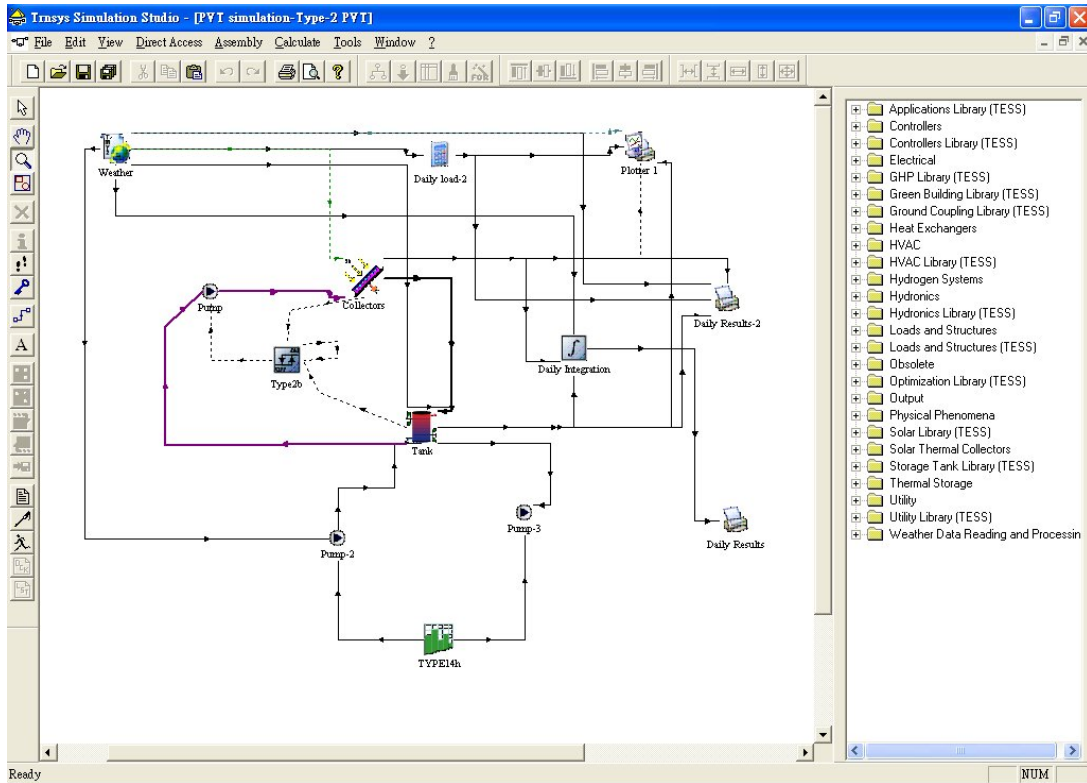 Trnsys Simulation Studio - [PVT simulation-Type-2 PVT]
File Edit View Direct Access Assembly Calculate Tools Window ?
Weather
Daily load-2
Plotter 1
Collectors
Pump
Daily Results-2
Type2b
Daily Integration
Tank
Pump-3
Pump-2
Daily Results
TYPE14h
Applications Library (TESS)
Controllers
Controllers Library (TESS)
Electrical
GHP Library (TESS)
Green Building Library (TESS)
Ground Coupling Library (TESS)
Heat Exchangers
HVAC
HVAC Library (TESS)
Hydrogen Systems
Hydronics
Hydronics Library (TESS)
Loads and Structures
Loads and Structures (TESS)
Obsolete
Optimization Library (TESS)
Output
Physical Phenomena
Solar Library (TESS)
Solar Thermal Collectors
Storage Tank Library (TESS)
Thermal Storage
Utility
Utility Library (TESS)
Weather Data Reading and Processin
Ready
NUM